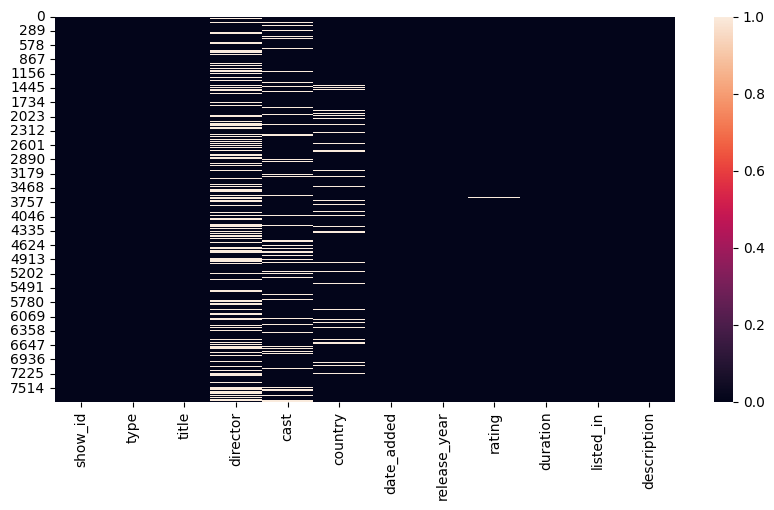 0
289
578
867
1156
1445
1734
2023
2312
2601
2890
3179
3468
3757
4046
4335
4624
4913
5202
5491
5780
6069
6358
6647
6936
7225
7514
show_id
type
title
director
cast
country
date_added
release_year
rating
duration
listed_in
description
1.0
0.8
0.6
0.4
0.2
0.0